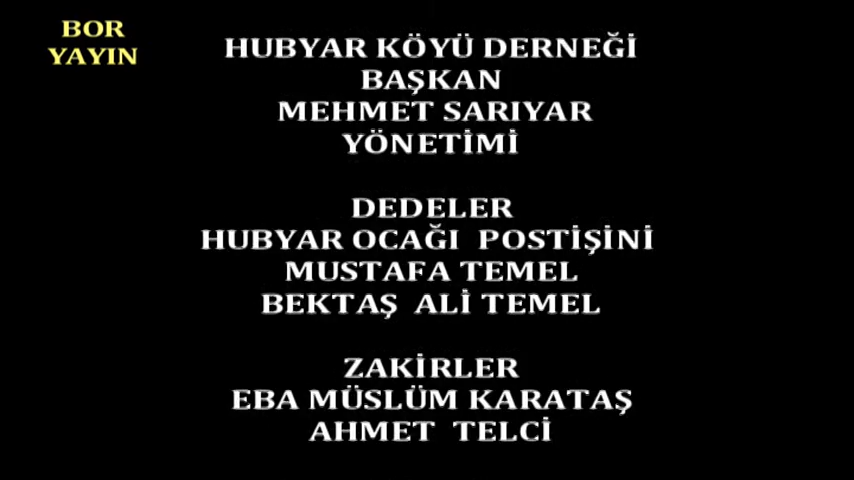 BOR
YAYIN
HUBYAR KÖYÜ DERNEĞİ
BAŞKAN
MEHMET SARIYAR
YÖNETİMİ
DEDELER
HUBYAR OCAĞI POSTİŞİNİ
MUSTAFA TEMEL
BEKTAŞ ALİ TEMEL
ZAKİRLER
EBA MÜSLÜM KARATAŞ
AHMET TELCİ